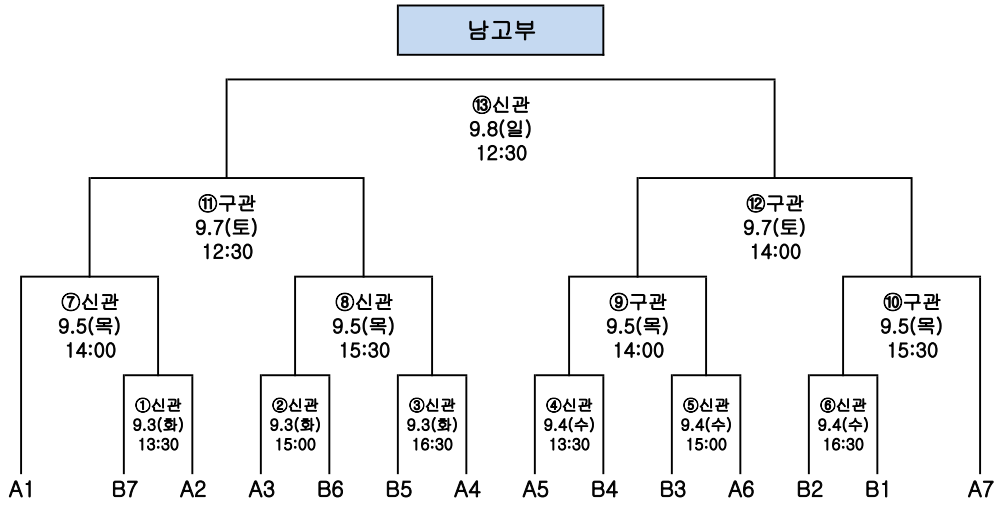 남고부
⑬신관
9.8(일)
12:30
⑪구관
9.7(토)
12:30
⑫구관
9.7(토)
14:00
⑦신관
9.5(목)
14:00
⑧신관
9.5(목)
15:30
⑨구관
9.5(목)
14:00
⑩구관
9.5(목)
15:30
①신관
9.3(화)
13:30
②신관
9.3(화)
15:00
③신관
9.3(화)
16:30
④신관
9.4(수)
13:30
⑤신관
9.4(수)
15:00
⑥신관
9.4(수)
16:30
A1 B7 A2 A3 B6 B5 A4 A5 B4 B3 A6 B2 B1 A7